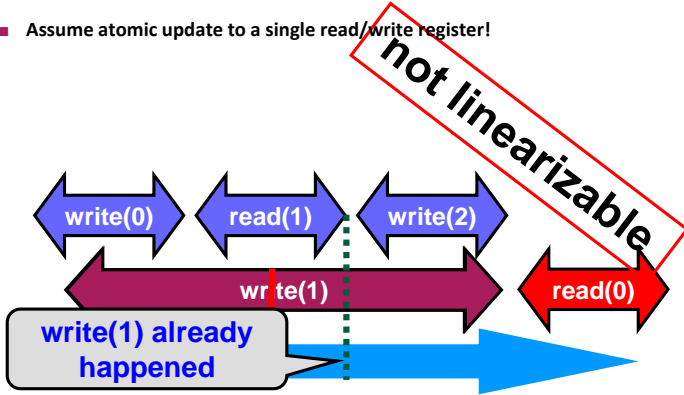 Assume atomic update to a single read/write register!
not linearizable
write(0)
read(1)
write(2)
write(1)
read(0)
write(1) already
happened